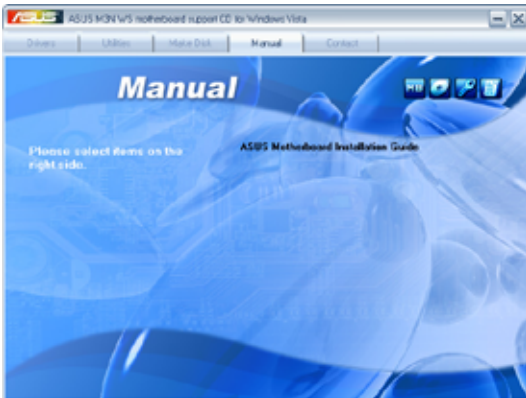 ASUS ASUS M3N WS motherboard support CD for Windows Vista
Drivers Utilities Make Disk Manual Contact
Manual
Please select items on the
right side.
ASUS Motherboard Installation Guide